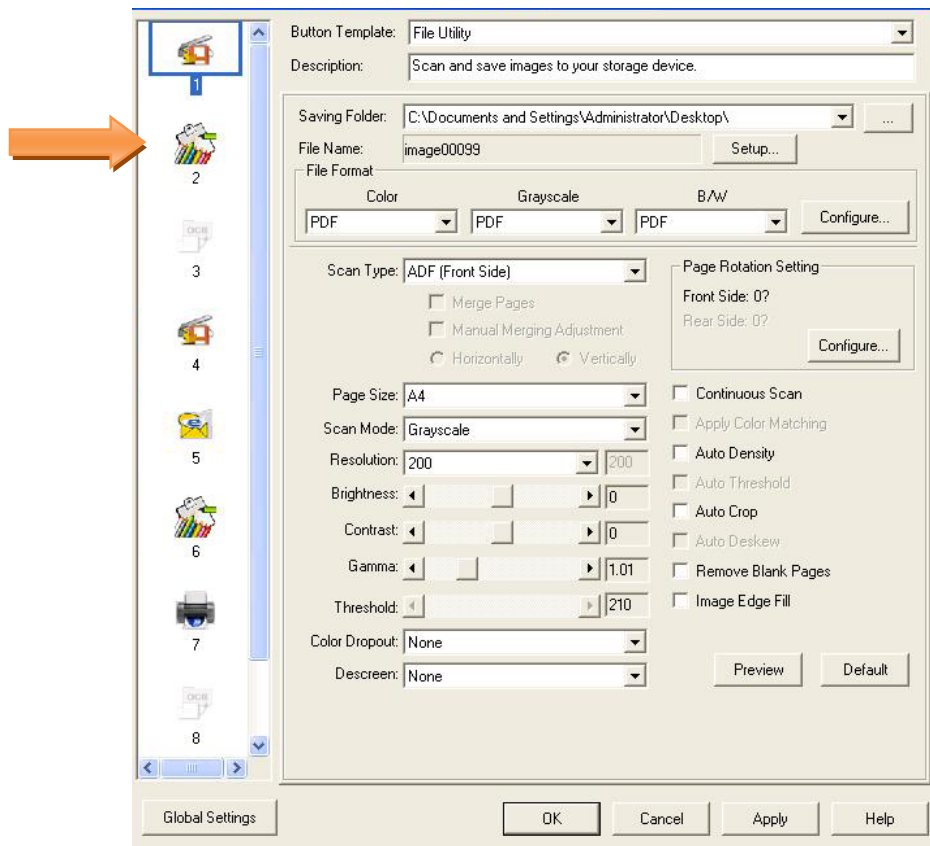 1
2
OCR
3
4
5
6
7
OCR
8
Button Template: File Utility
Description: Scan and save images to your storage device.
Saving Folder: C:\Documents and Settings\Administrator\Desktop\ ...
File Name: image00099 Setup...
File Format
Color Grayscale B/W
PDF PDF PDF Configure...
Scan Type: ADF (Front Side)
Merge Pages
Manual Merging Adjustment
Horizontally Vertically
Page Rotation Setting
Front Side: 0?
Rear Side: 0?
Configure...
Page Size: A4
Scan Mode: Grayscale
Resolution: 200 200
Brightness: 0
Contrast: 0
Gamma: 1.01
Threshold: 210
Color Dropout: None
Descreen: None
Continuous Scan
Apply Color Matching
Auto Density
Auto Threshold
Auto Crop
Auto Deskew
Remove Blank Pages
Image Edge Fill
Preview Default
Global Settings OK Cancel Apply Help